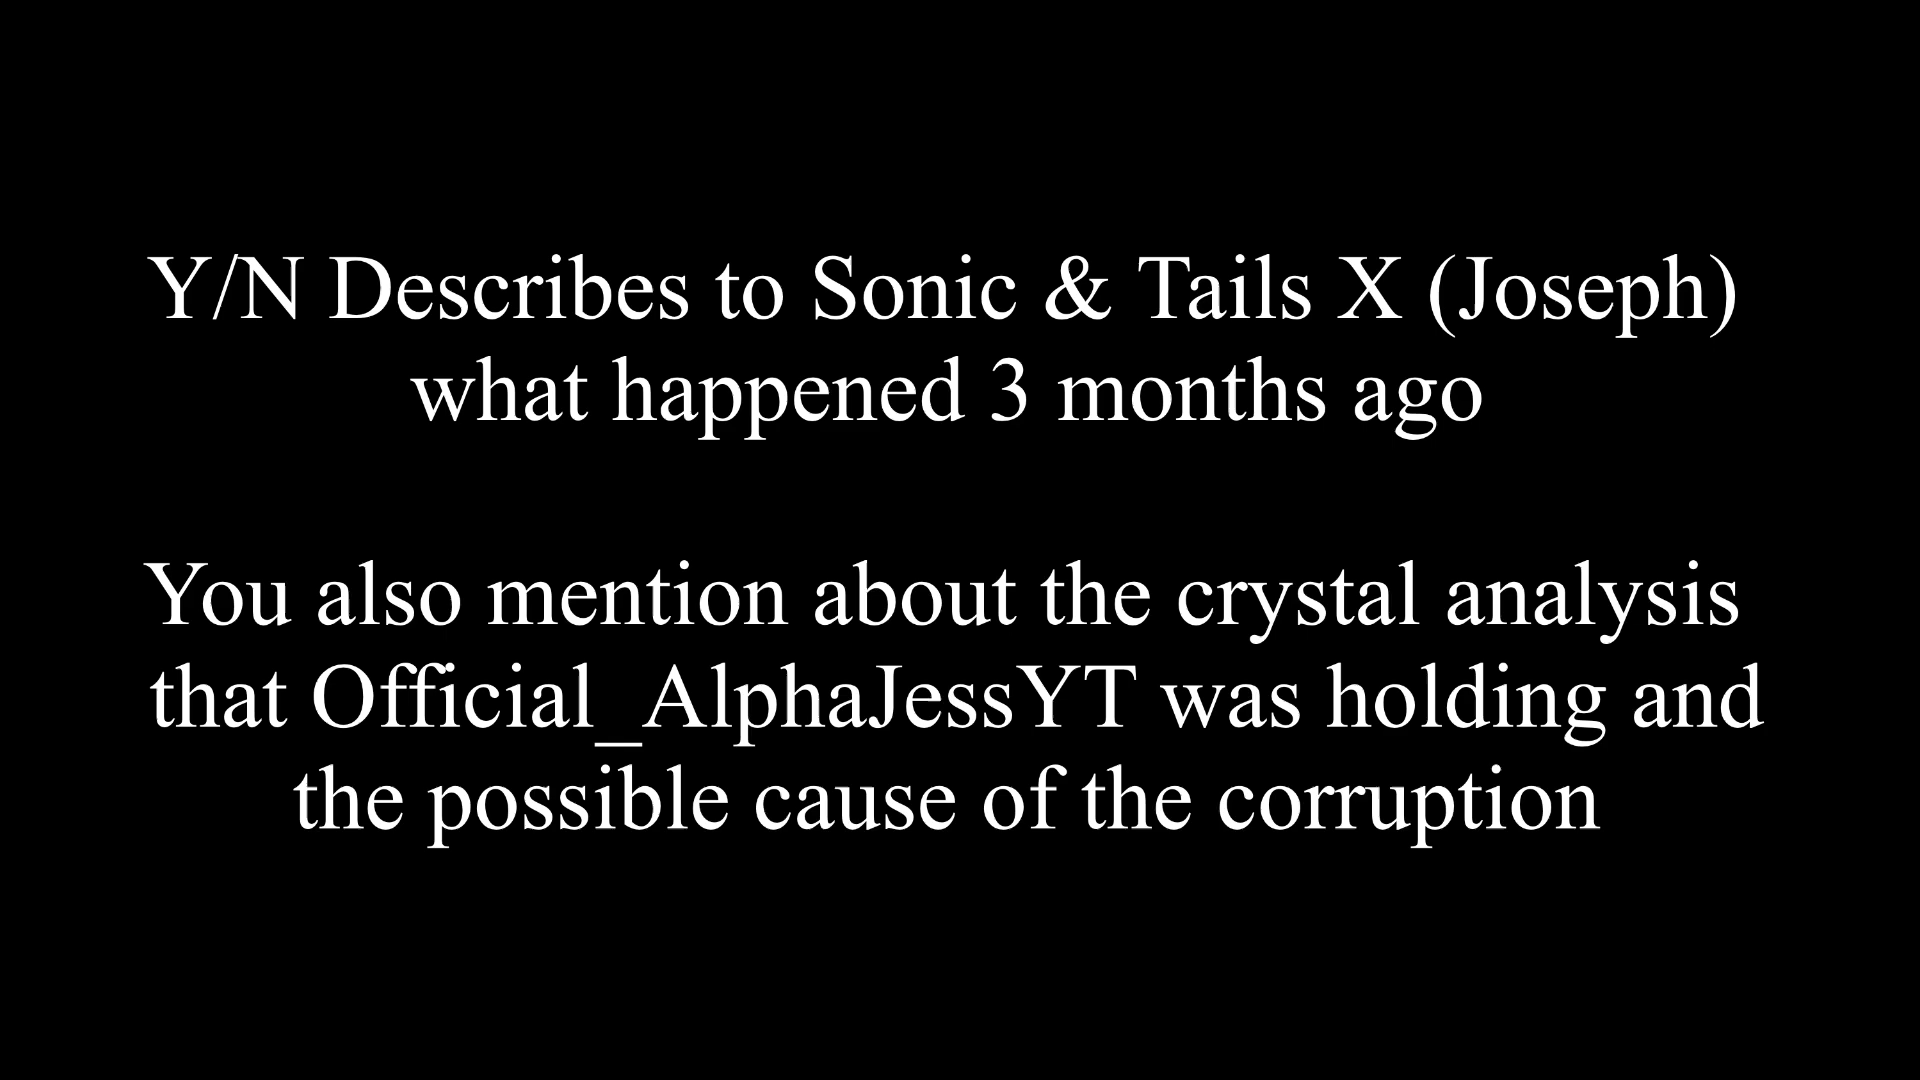 Y/N Describes to Sonic & Tails X (Joseph)
what happened 3 months ago
You also mention about the crystal analysis
that Official_AlphaJessYT was holding and
the possible cause of the corruption